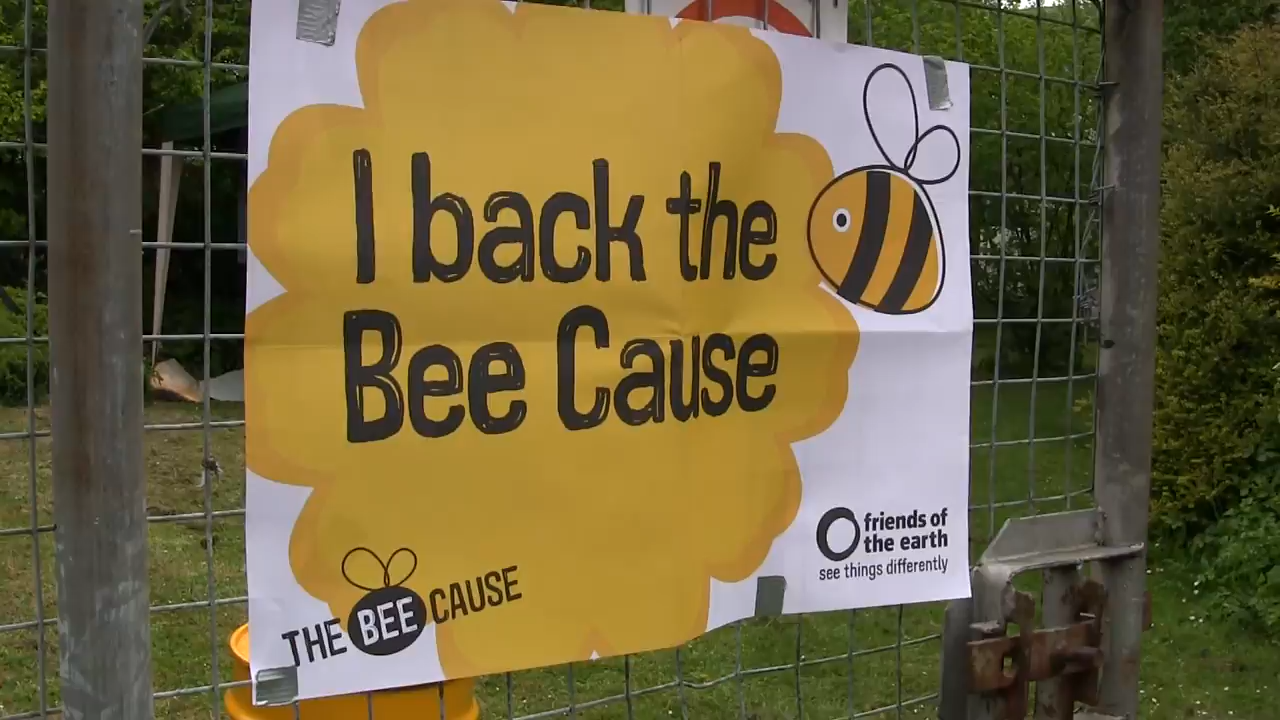 I back the
Bee Cause
friends of
the earth
see things differently
THE BEE CAUSE